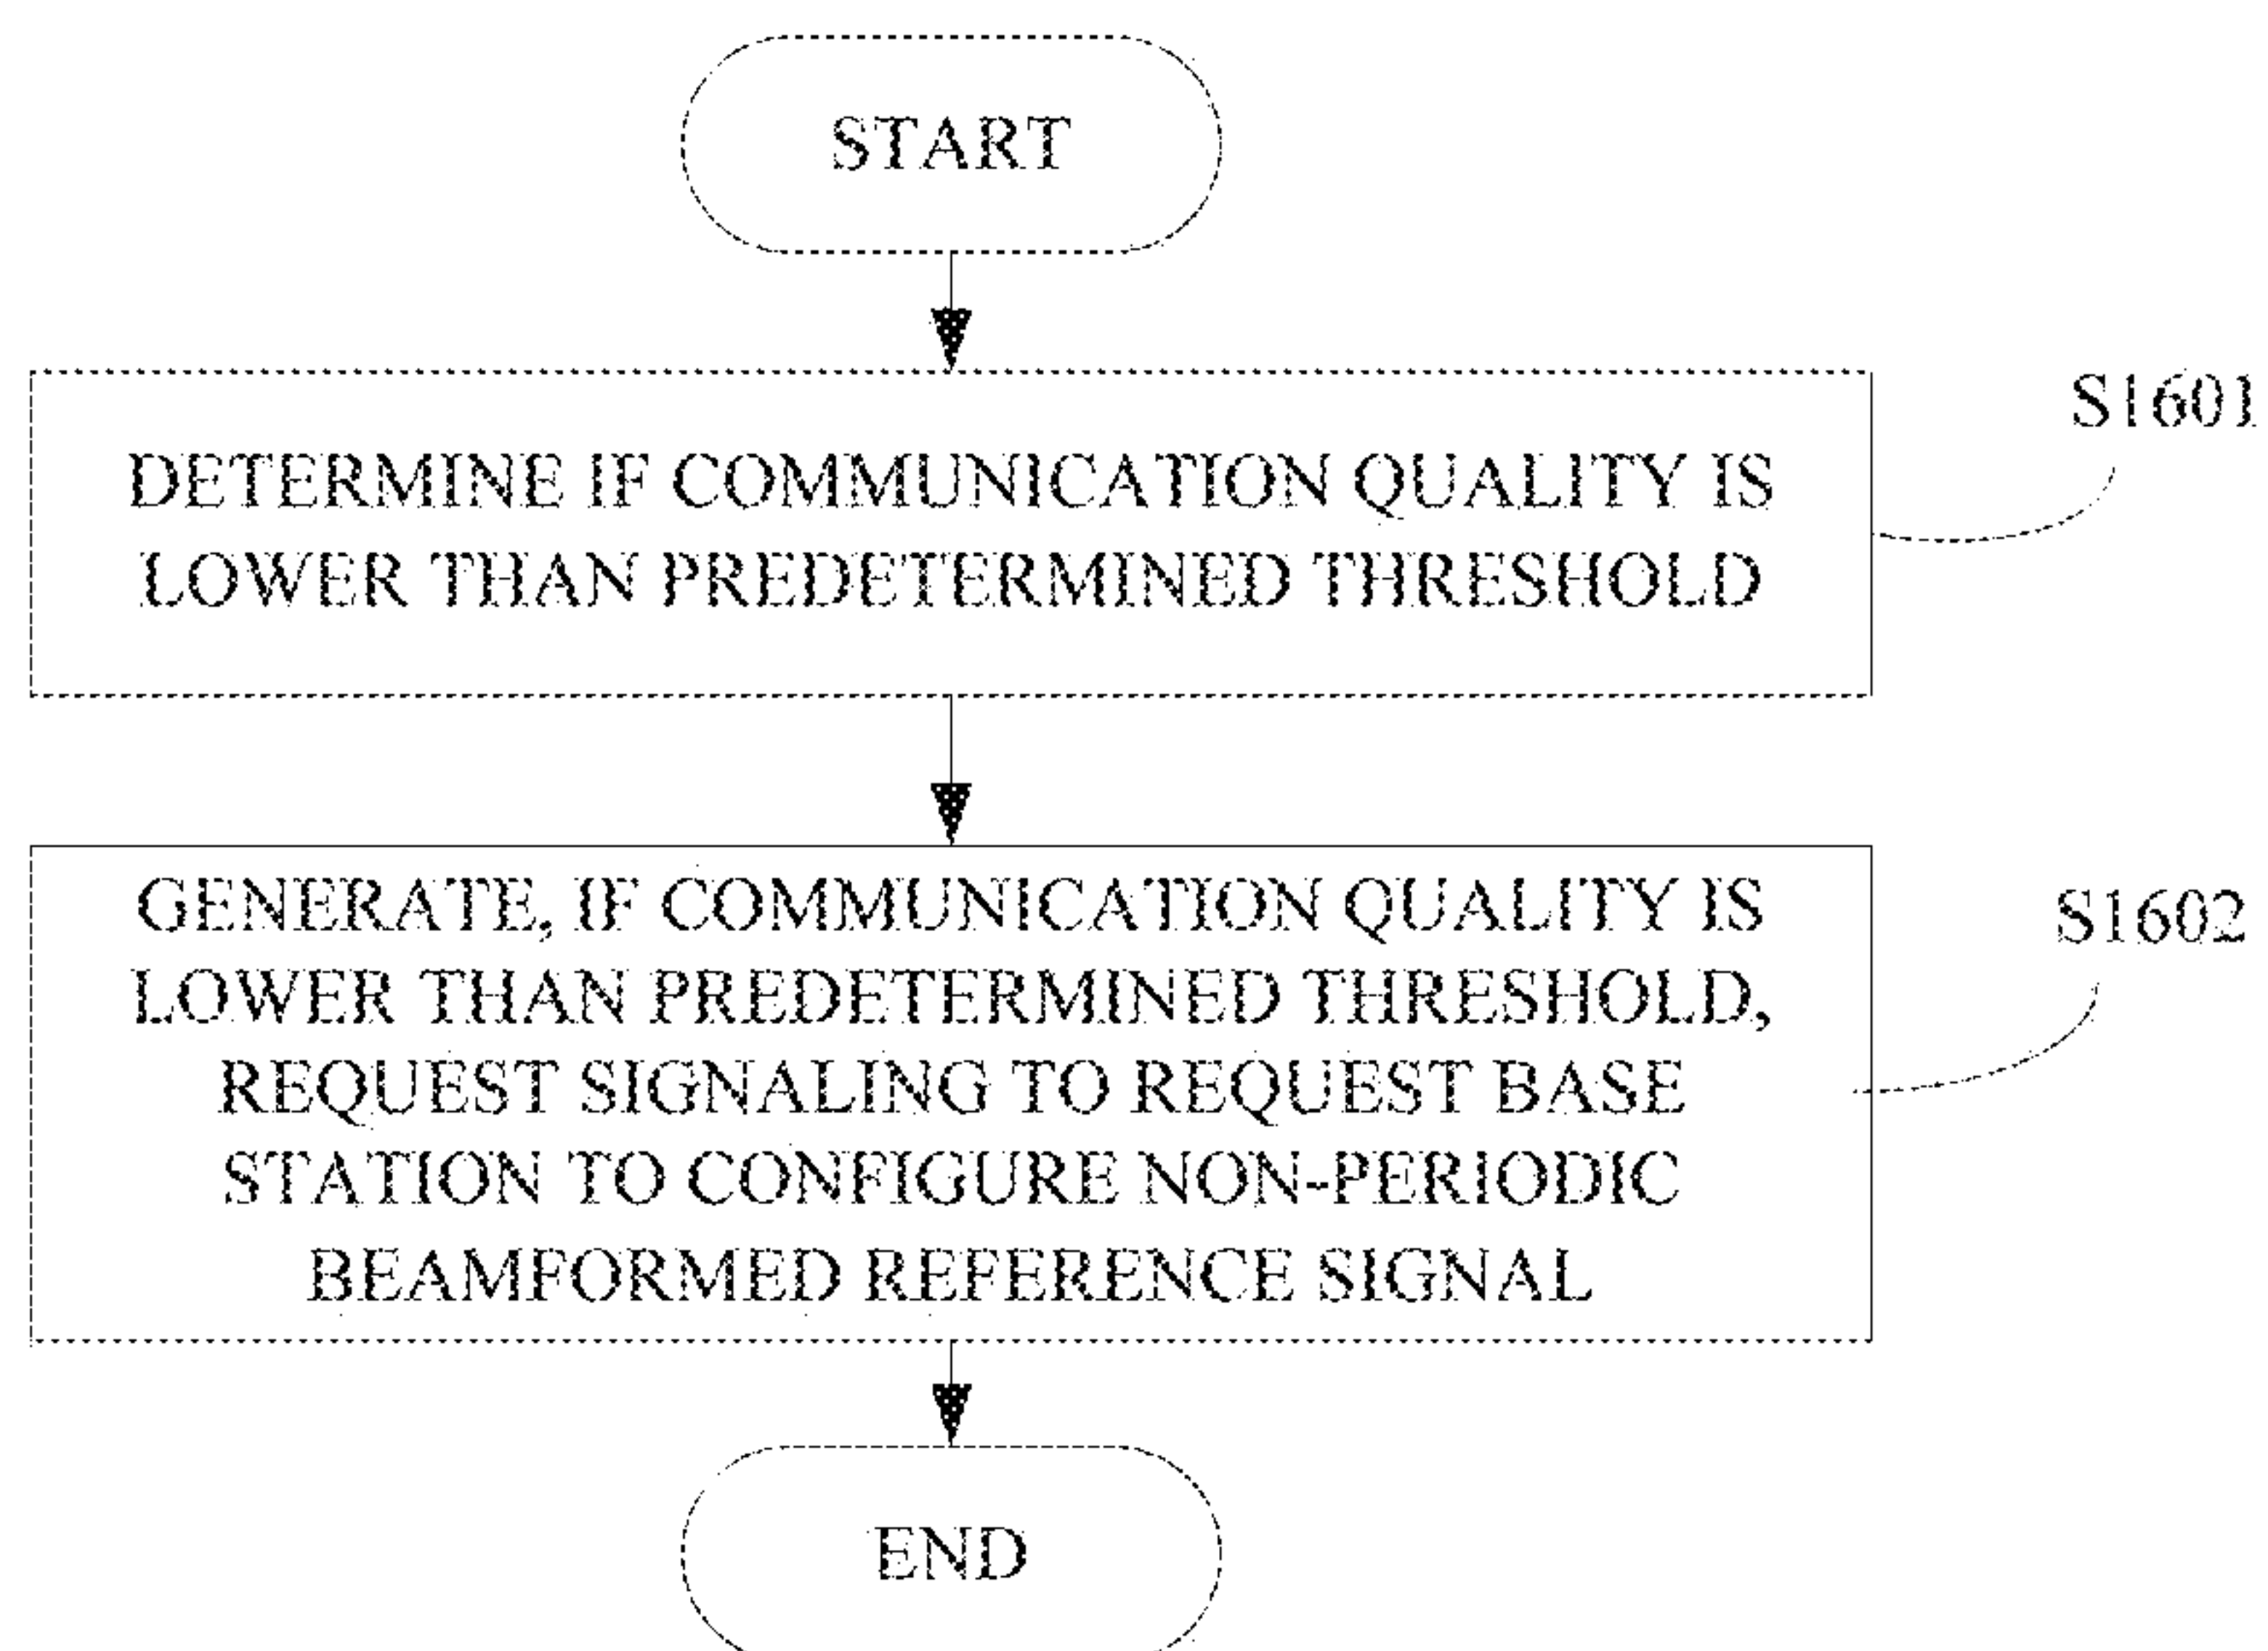 START
S1601
DETERMINE IF COMMUNICATION QUALITY IS
LOWER THAN PREDETERMINED THRESHOLD
GENERATE, IF COMMUNICATION QUALITY IS
S1602
LOWER THAN PREDETERMINED THRESHOLD,
REQUEST SIGNALING TO REQUEST BASE
STATION TO CONFIGURE NON-PERIODIC
BEAMFORMED REFERENCE SIGNAL
END